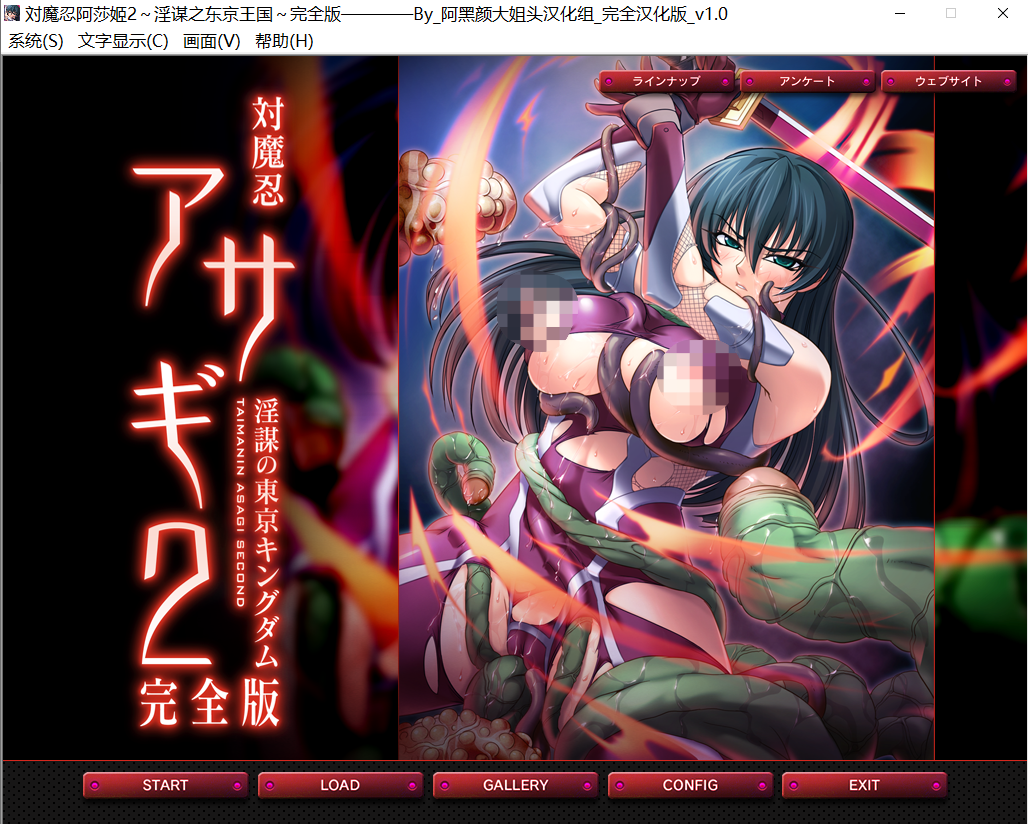 対魔忍阿莎姬2～淫谋之东京王国～完全版————By_阿黑颜大姐头汉化组_完全汉化版_v1.0
系统(S) 文字显示(C) 画面(V) 帮助(H)
ラインナップ アンケート ウェブサイト
対魔忍
アサギ2
淫謀の東京キングダム
TAIMANIN ASAGI SECOND
完全版
START LOAD GALLERY CONFIG EXIT